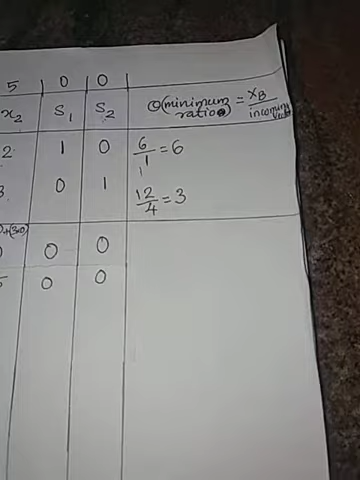 5 0 0
x2 S1 S2 θ(minimum ratio) = XB / incoming
2 1 0 6/1 = 6
3 0 1 12/4 = 3
0 0
0 0